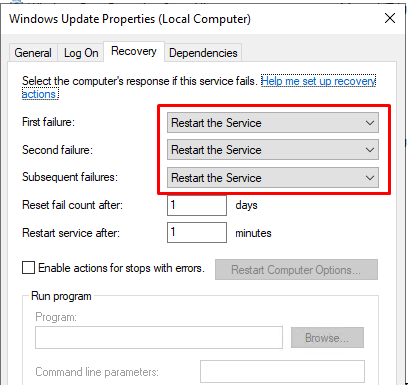 Windows Update Properties (Local Computer)
General Log On Recovery Dependencies
Select the computer's response if this service fails. Help me set up recovery
actions.
First failure: Restart the Service
Second failure: Restart the Service
Subsequent failures: Restart the Service
Reset fail count after: 1 days
Restart service after: 1 minutes
Enable actions for stops with errors. Restart Computer Options...
Run program
Program:
Browse...
Command line parameters: